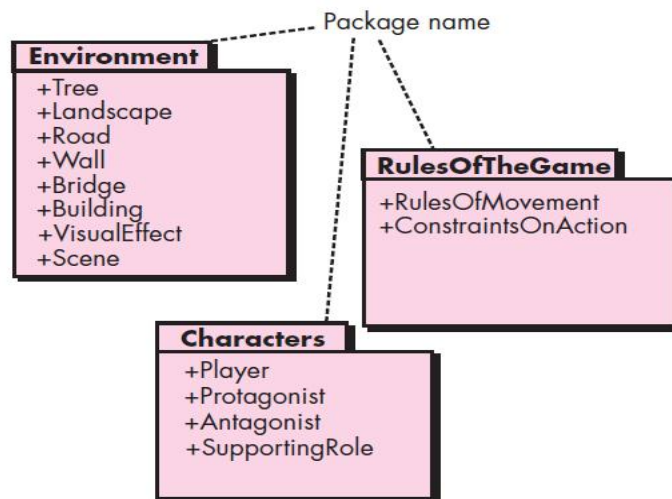 Package name
Environment
+Tree
+Landscape
+Road
+Wall
+Bridge
+Building
+VisualEffect
+Scene
RulesOfTheGame
+RulesOfMovement
+ConstraintsOnAction
Characters
+Player
+Protagonist
+Antagonist
+SupportingRole